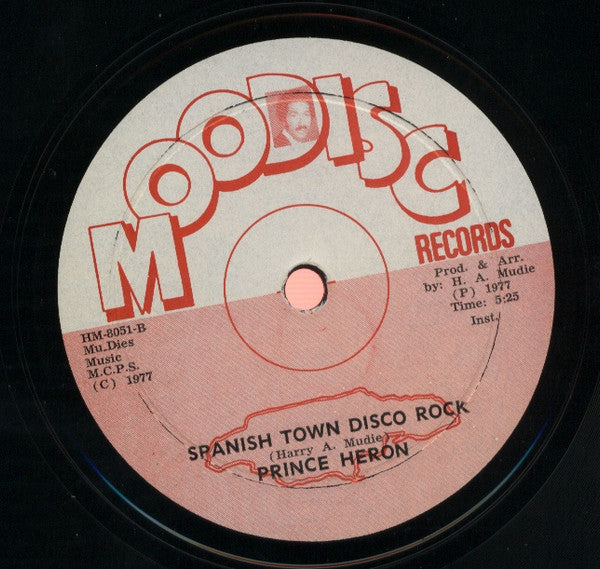 MOODISC
RECORDS
Prod. & Arr.
by: H. A. Mudie
(P) 1977
Time: 5:25
Inst.
HM-8051-B
Mu-Dies
Music
M.C.P.S.
(C) 1977
SPANISH TOWN DISCO ROCK
(Harry A. Mudie)
PRINCE HERON